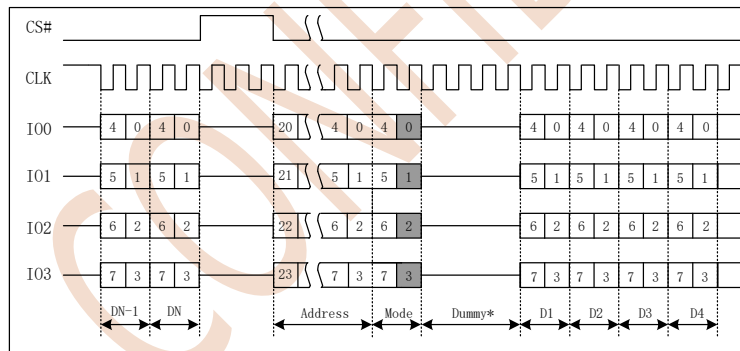 CS#
CLK
IO0 4 0 4 0 20 4 0 4 0 4 0 4 0 4 0 4 0
IO1 5 1 5 1 21 5 1 5 1 5 1 5 1 5 1 5 1
IO2 6 2 6 2 22 6 2 6 2 6 2 6 2 6 2 6 2
IO3 7 3 7 3 23 7 3 7 3 7 3 7 3 7 3 7 3
DN-1 DN Address Mode Dummy* D1 D2 D3 D4